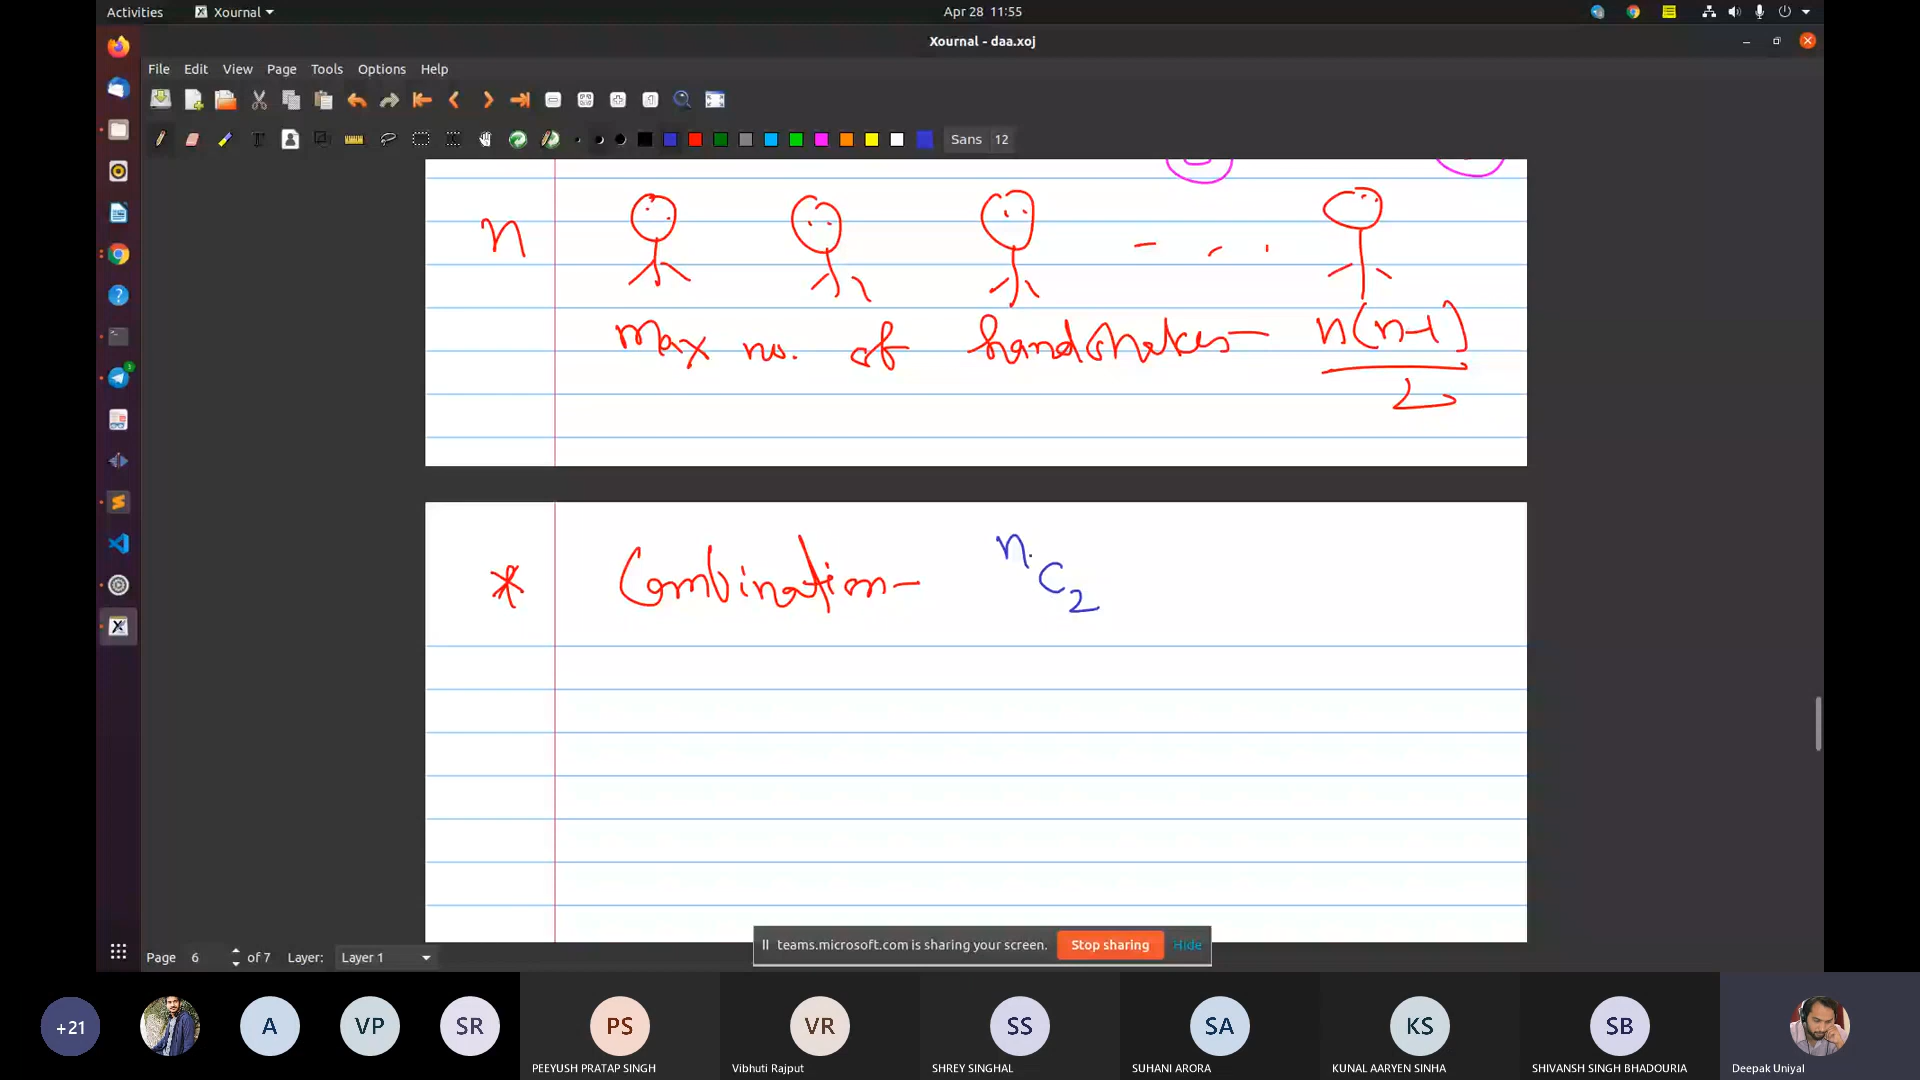 Activities Xournal Apr 28 11:55
Xournal - daa.xoj
File Edit View Page Tools Options Help
Sans 12
n
max no. of handshakes- n(n-1)
2
* Combination- nC2
teams.microsoft.com is sharing your screen. Stop sharing Hide
Page 6 of 7 Layer: Layer 1
+21 A VP SR PS VR SS SA KS SB
PEEYUSH PRATAP SINGH Vibhuti Rajput SHREY SINGHAL SUHANI ARORA KUNAL AARYEN SINHA SHIVANSH SINGH BHADOURIA Deepak Uniyal